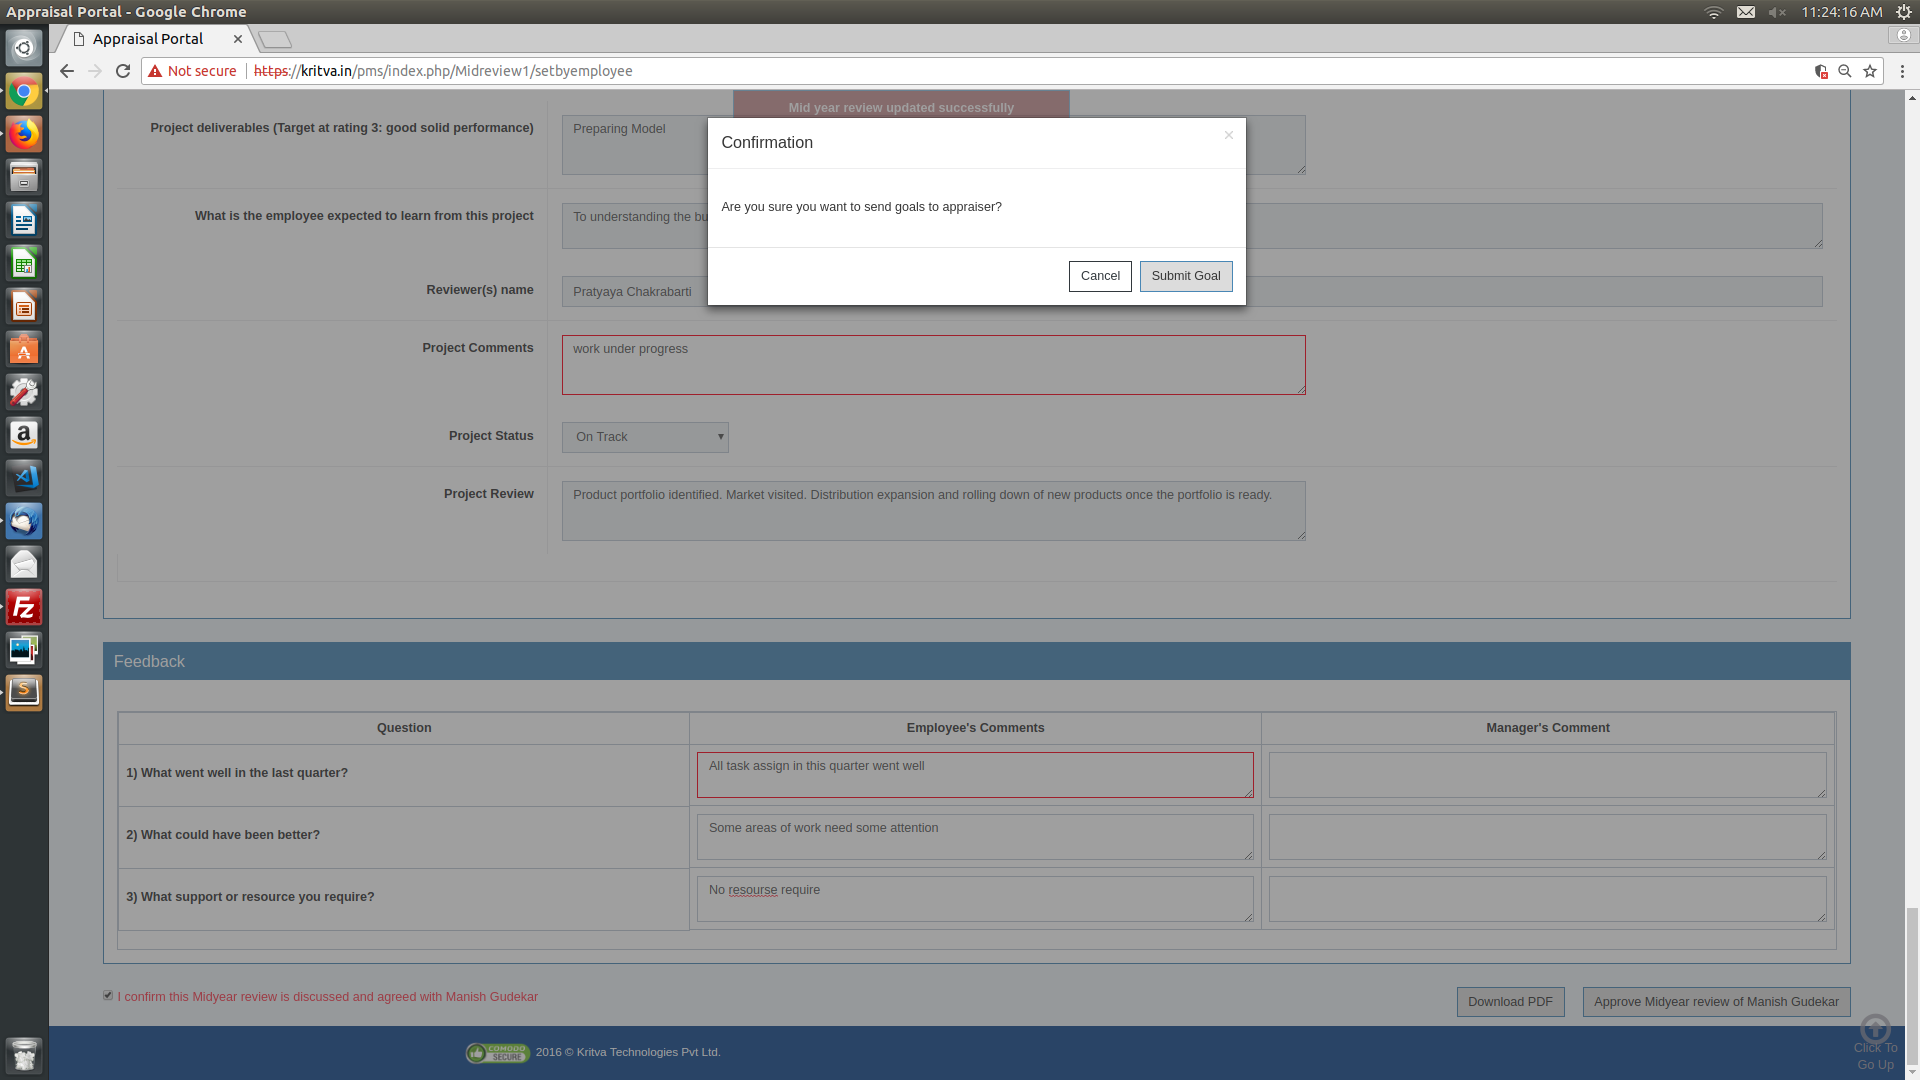 Appraisal Portal - Google Chrome
11:24:16 AM
Appraisal Portal
Not secure
https://kritva.in/pms/index.php/Midreview1/setbyemployee
Mid year review updated successfully
Project deliverables (Target at rating 3: good solid performance)
Preparing Model
Confirmation
×
Are you sure you want to send goals to appraiser?
Cancel
Submit Goal
What is the employee expected to learn from this project
To understanding the bu
Reviewer(s) name
Pratyaya Chakrabarti
Project Comments
work under progress
Project Status
On Track
Project Review
Product portfolio identified. Market visited. Distribution expansion and rolling down of new products once the portfolio is ready.
Feedback
Question
Employee's Comments
Manager's Comment
1) What went well in the last quarter?
All task assign in this quarter went well
2) What could have been better?
Some areas of work need some attention
3) What support or resource you require?
No resourse require
I confirm this Midyear review is discussed and agreed with Manish Gudekar
Download PDF
Approve Midyear review of Manish Gudekar
COMODO
SECURE
2016 © Kritva Technologies Pvt Ltd.
Click To
Go Up